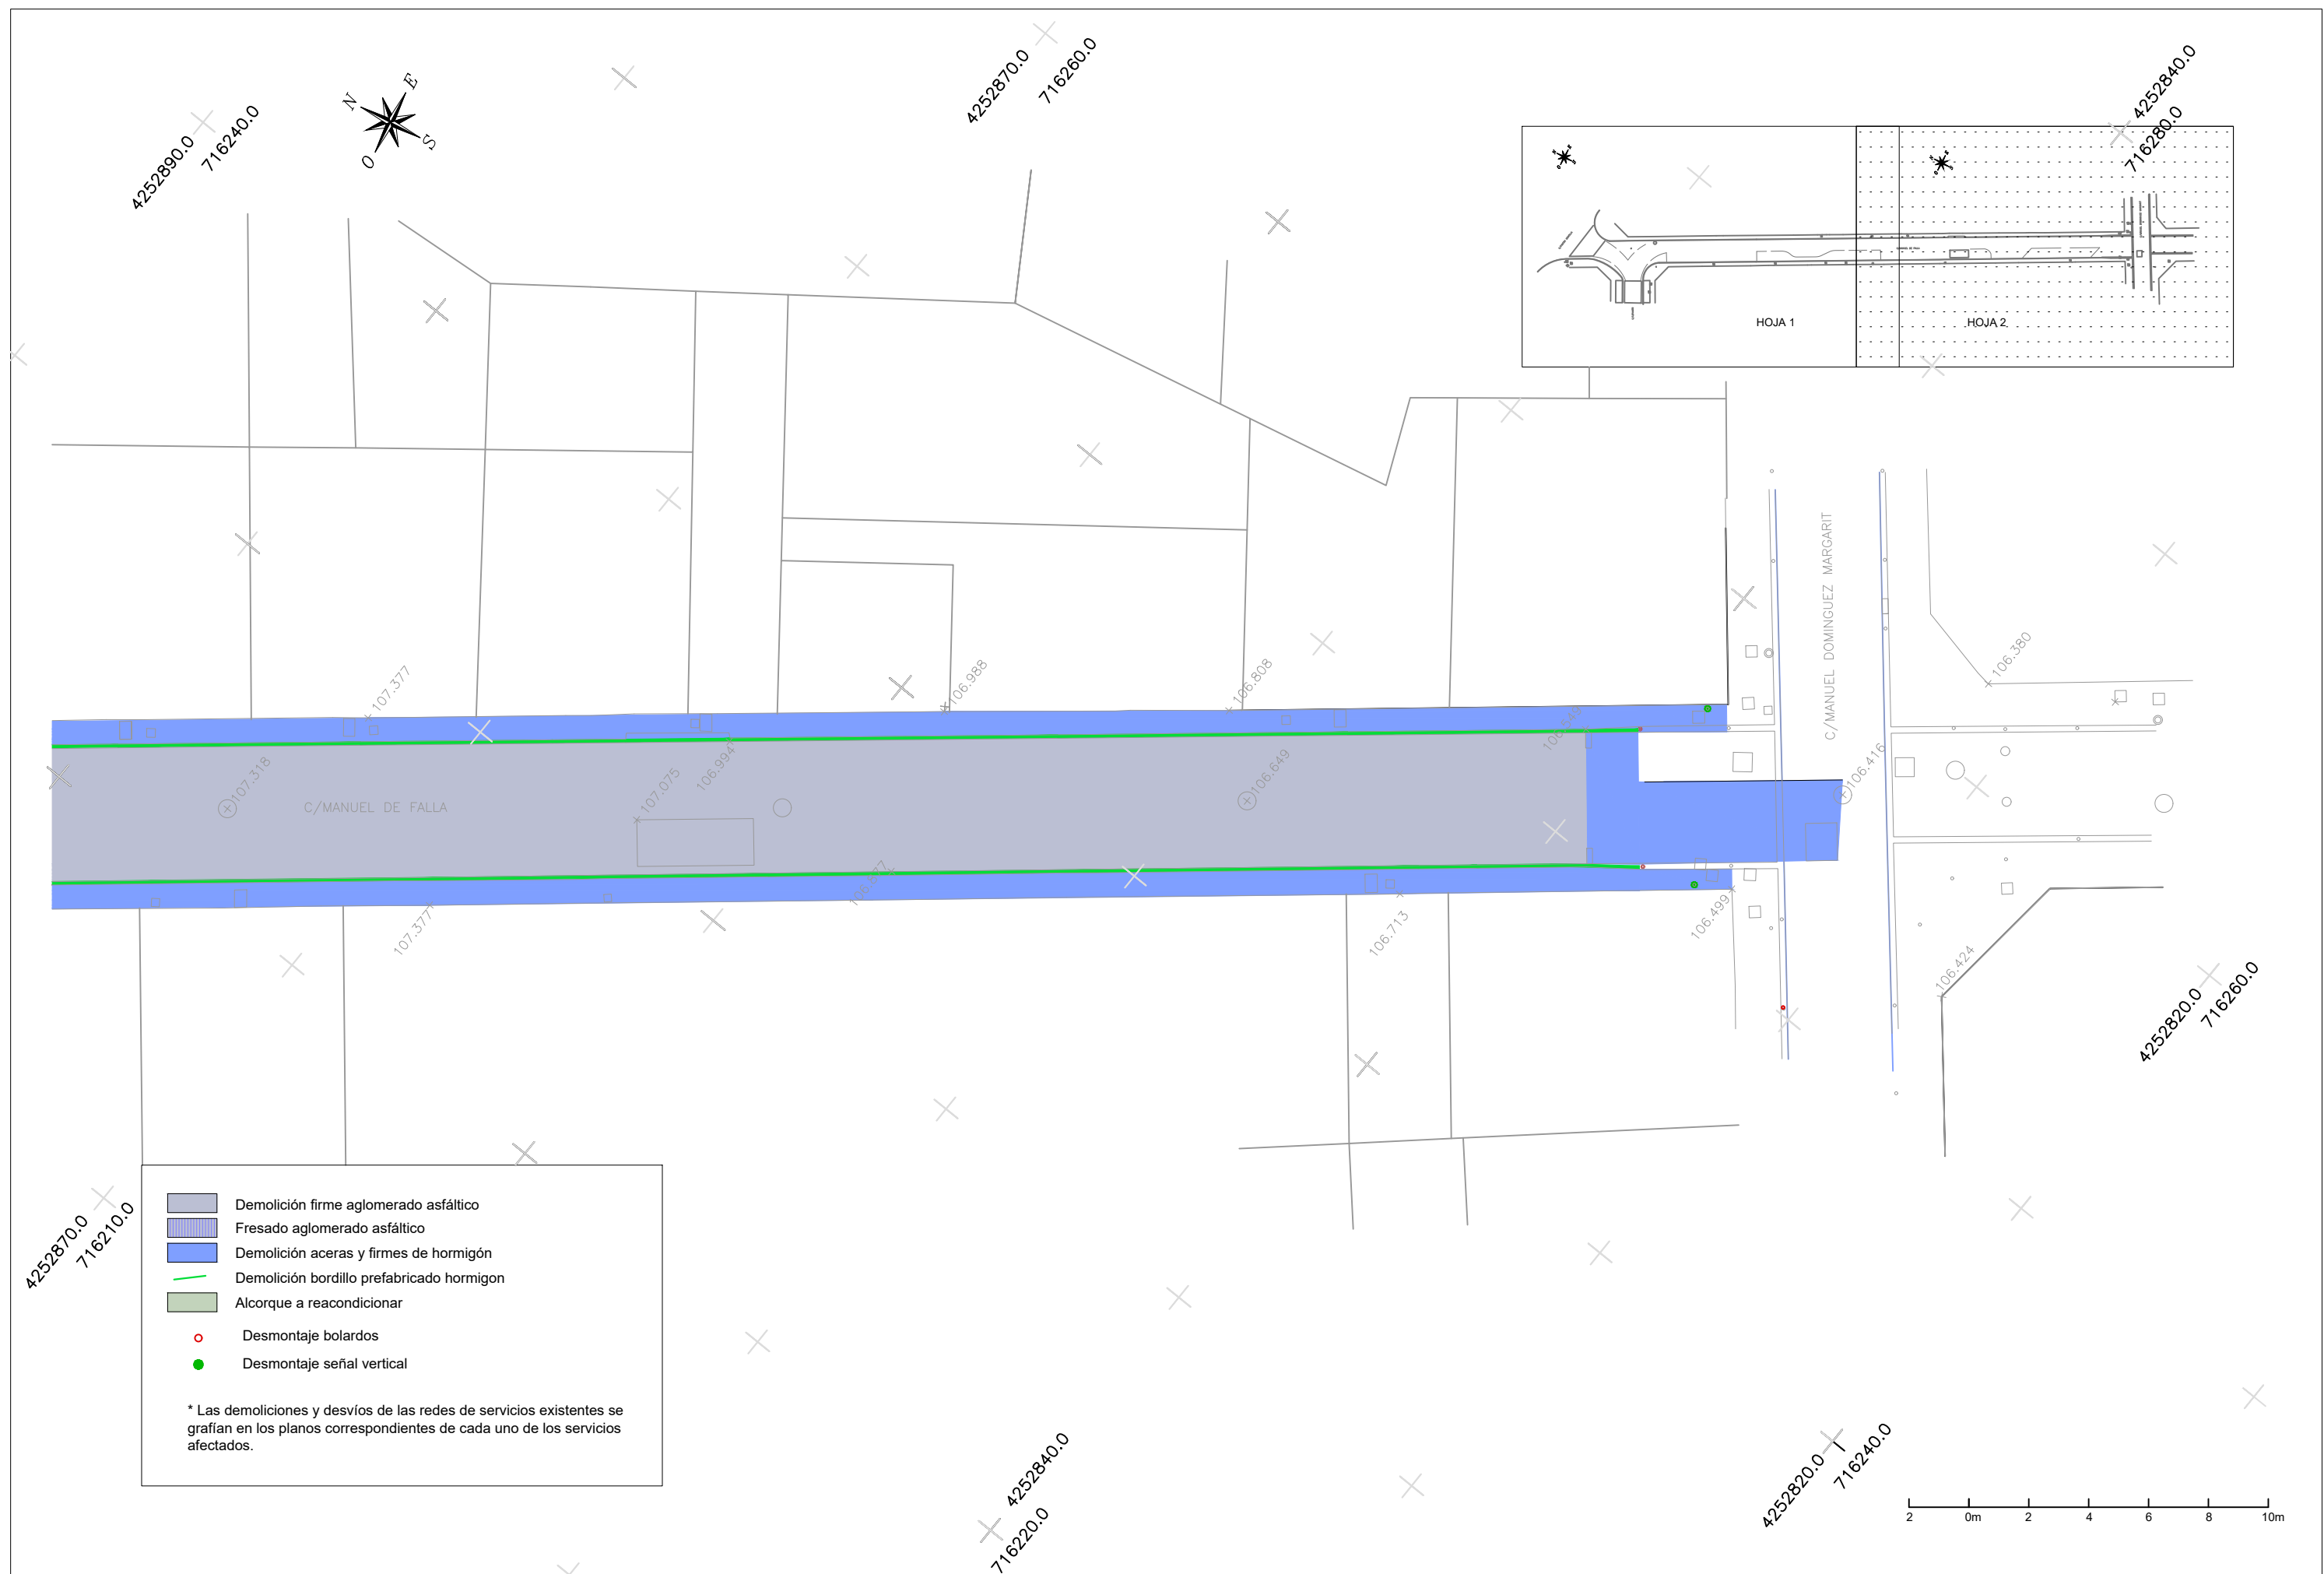 4252890.0
716240.0
N
E
S
O
4252870.0
716260.0
4252840.0
716280.0
HOJA 1
HOJA 2
C/MANUEL DOMINGUEZ MARGARIT
107.377
106.988
106.808
106.380
107.318
C/MANUEL DE FALLA
107.075
106.994
106.649
106.416
107.377
106.713
106.499
106.424
4252820.0
716260.0
4252870.0
716210.0
Demolición firme aglomerado asfáltico
Fresado aglomerado asfáltico
Demolición aceras y firmes de hormigón
Demolición bordillo prefabricado hormigon
Alcorque a reacondicionar
Desmontaje bolardos
Desmontaje señal vertical
* Las demoliciones y desvíos de las redes de servicios existentes se
grafían en los planos correspondientes de cada uno de los servicios
afectados.
4252840.0
716220.0
4252820.0
716240.0
2 0m 2 4 6 8 10m